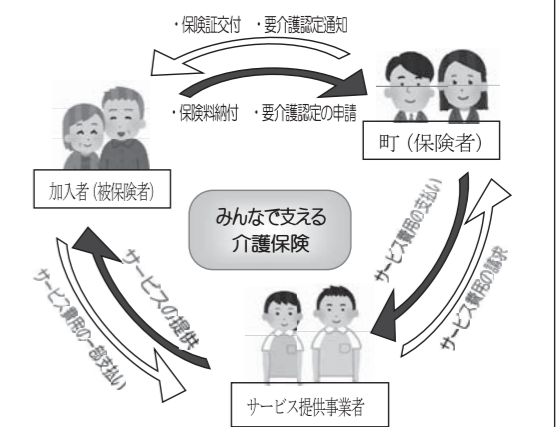 ・保険証交付 ・要介護認定通知
・保険料納付 ・要介護認定の申請
加入者(被保険者)
町(保険者)
みんなで支える
介護保険
サービス費用の支払い
サービス費用の請求
サービスの提供
サービス費用の一部支払い
サービス提供事業者